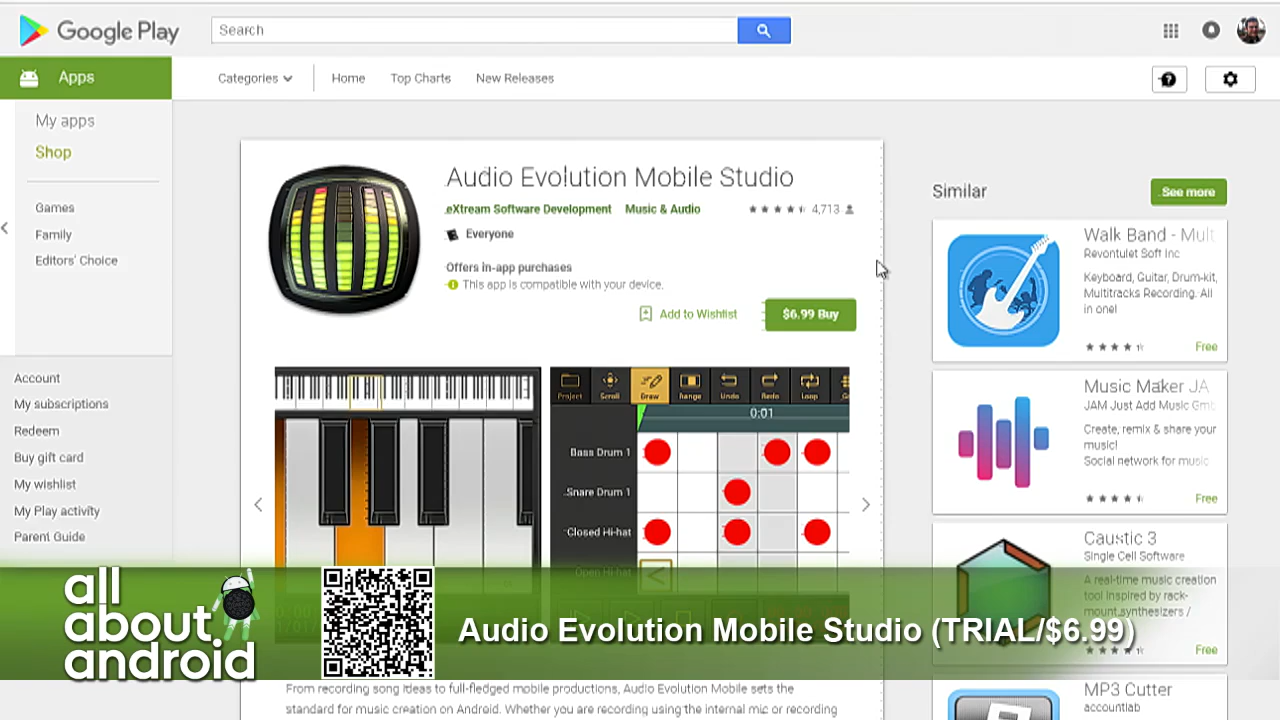 Google Play
Search
Apps
Categories
Home
Top Charts
New Releases
My apps
Shop
Games
Family
Editors' Choice
Account
My subscriptions
Redeem
Buy gift card
My wishlist
My Play activity
Parent Guide
Audio Evolution Mobile Studio
eXtream Software Development Music & Audio
4,713
Everyone
Offers in-app purchases
This app is compatible with your device.
Add to Wishlist
$6.99 Buy
Project Scroll Draw Range Undo Redo Loop
0:01
Bass Drum 1
Snare Drum 1
Closed Hi-hat
Open Hi-hat
Similar
See more
Walk Band - Mult
Revontulet Soft Inc
Keyboard, Guitar, Drum-kit,
Multitracks Recording. All
in one!
Free
Music Maker JA
JAM Just Add Music Gmb
Create, remix & share your
music!
Social network for music
Free
Caustic 3
Single Cell Software
A real-time music creation
tool inspired by rack-
mount synthesizers /
Free
MP3 Cutter
accountlab
all
about
android
Audio Evolution Mobile Studio (TRIAL/$6.99)
From recording song ideas to full-fledged mobile productions, Audio Evolution Mobile sets the
standard for music creation on Android. Whether you are recording using the internal mic or recording